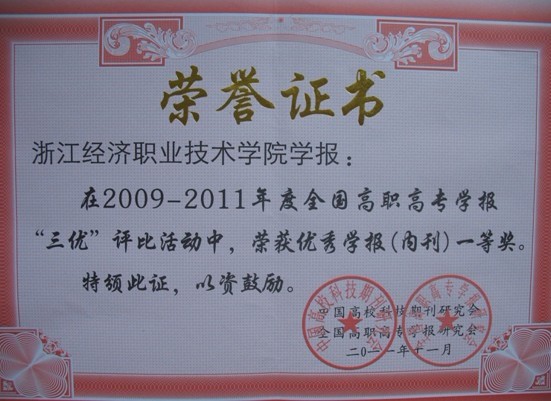 荣誉证书
浙江经济职业技术学院学报：
在2009-2011年度全国高职高专学报
“三优”评比活动中，荣获优秀学报（内刊）一等奖。
特颁此证，以资鼓励。
中国高校科技期刊研究会
全国高职高专学报研究会
二〇一一年十一月